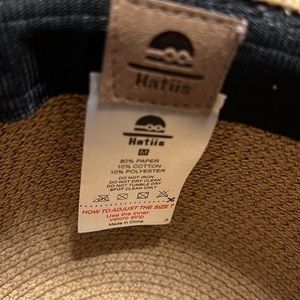 Hatiis
Hatiis
M
80% PAPER
10% COTTON
10% POLYESTER
DO NOT IRON
DO NOT DRY CLEAN
DO NOT TUMBLE DRY
SPOT CLEAN ONLY
HOW TO ADJUST THE SIZE?
Use the inner
velcro strip
Made in China